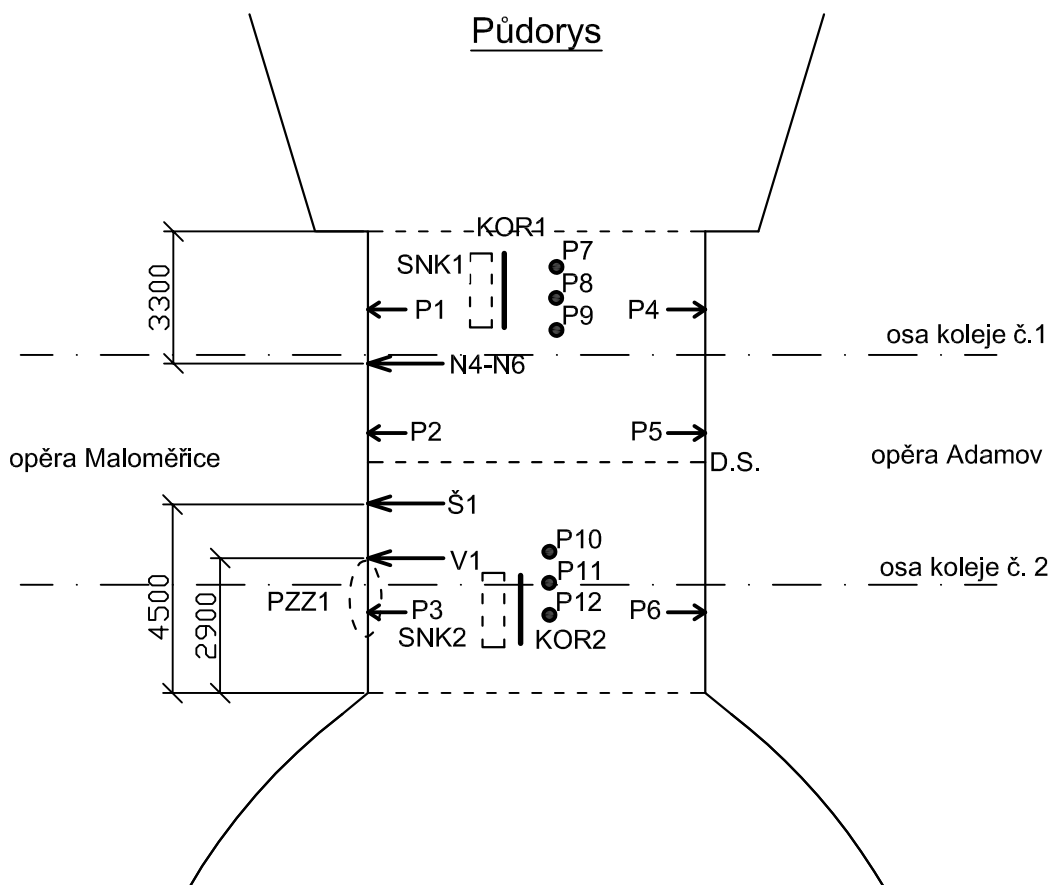 Půdorys
KOR1
SNK1
P7
P8
P9
P1
P4
3300
osa koleje č.1
N4-N6
P2
P5
opěra Maloměřice
D.S.
opěra Adamov
Š1
P10
V1
P11
osa koleje č. 2
PZZ1
P3
P12
P6
4500
2900
SNK2
KOR2